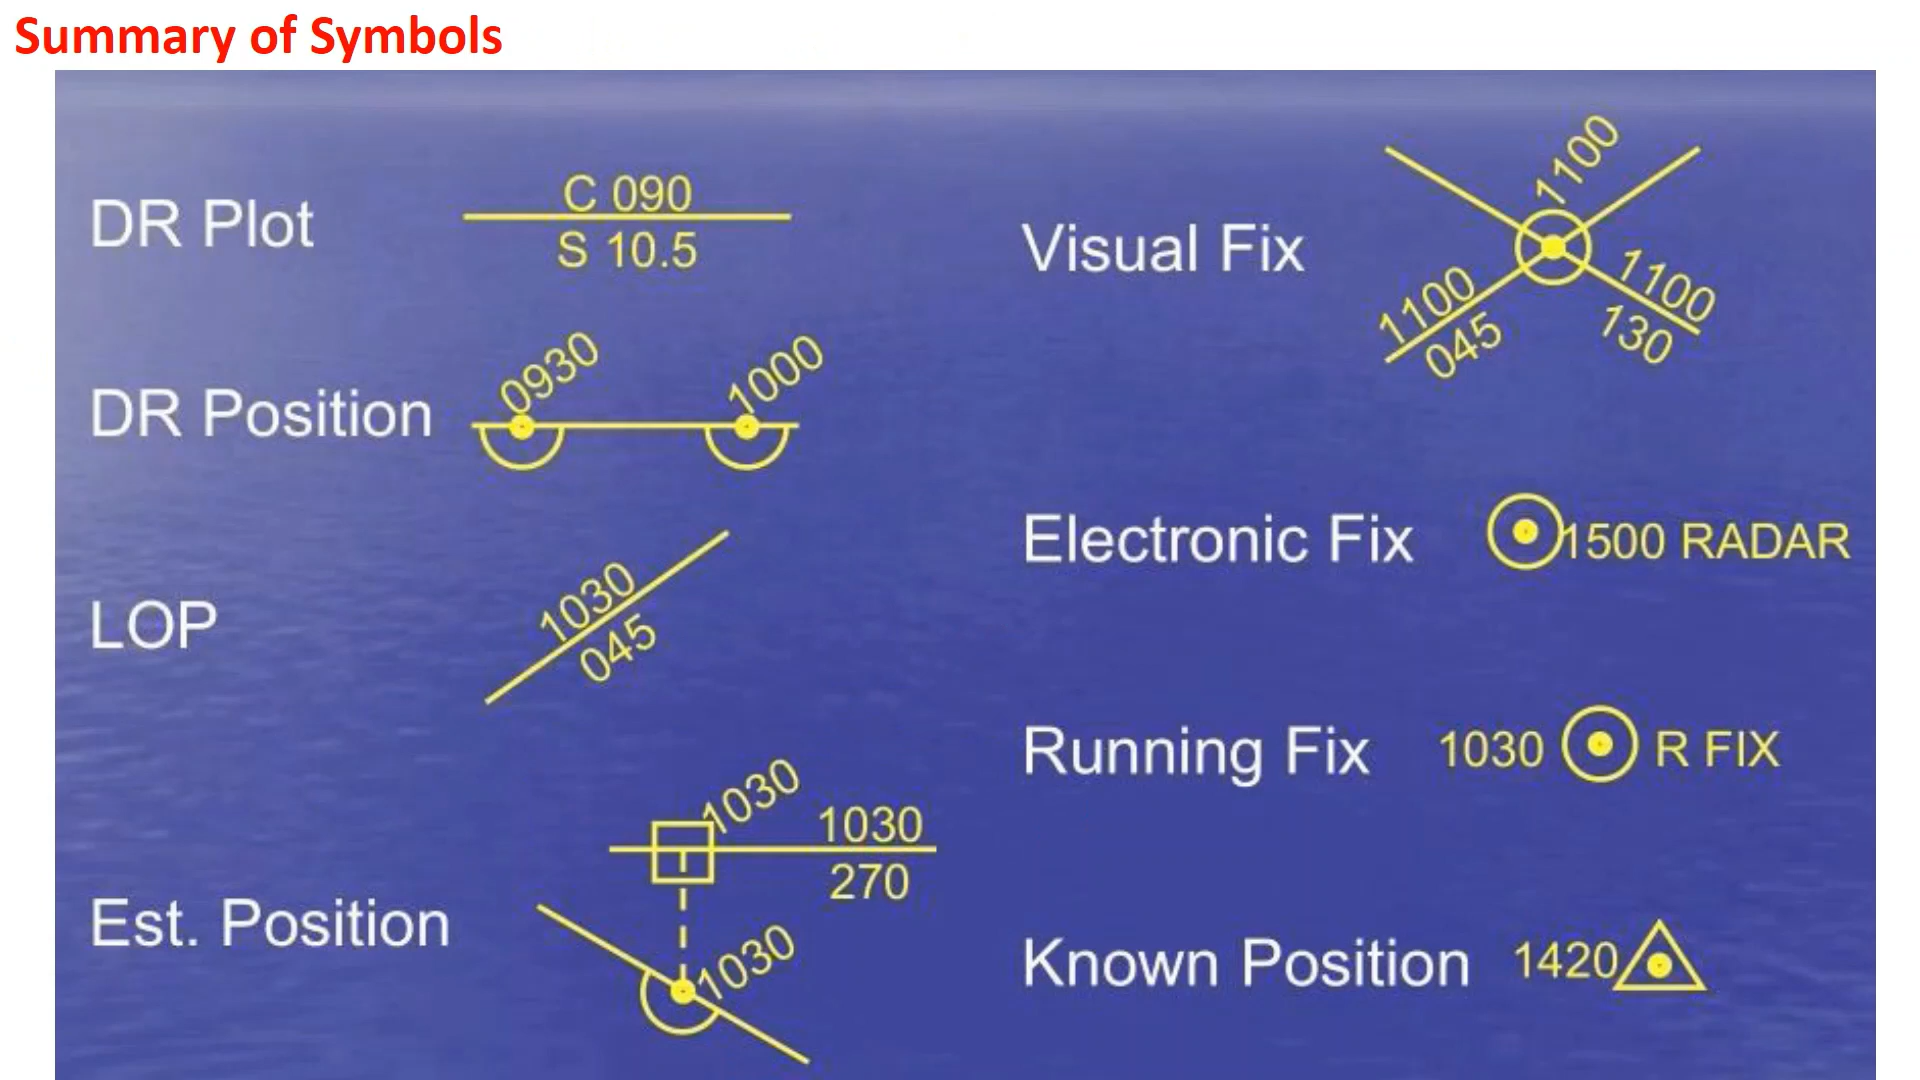 Summary of Symbols
DR Plot
C 090
S 10.5
DR Position
0930
1000
LOP
1030
045
Est. Position
1030
1030
270
1030
Visual Fix
1100
1100
045
1100
130
Electronic Fix
1500 RADAR
Running Fix
1030
R FIX
Known Position
1420